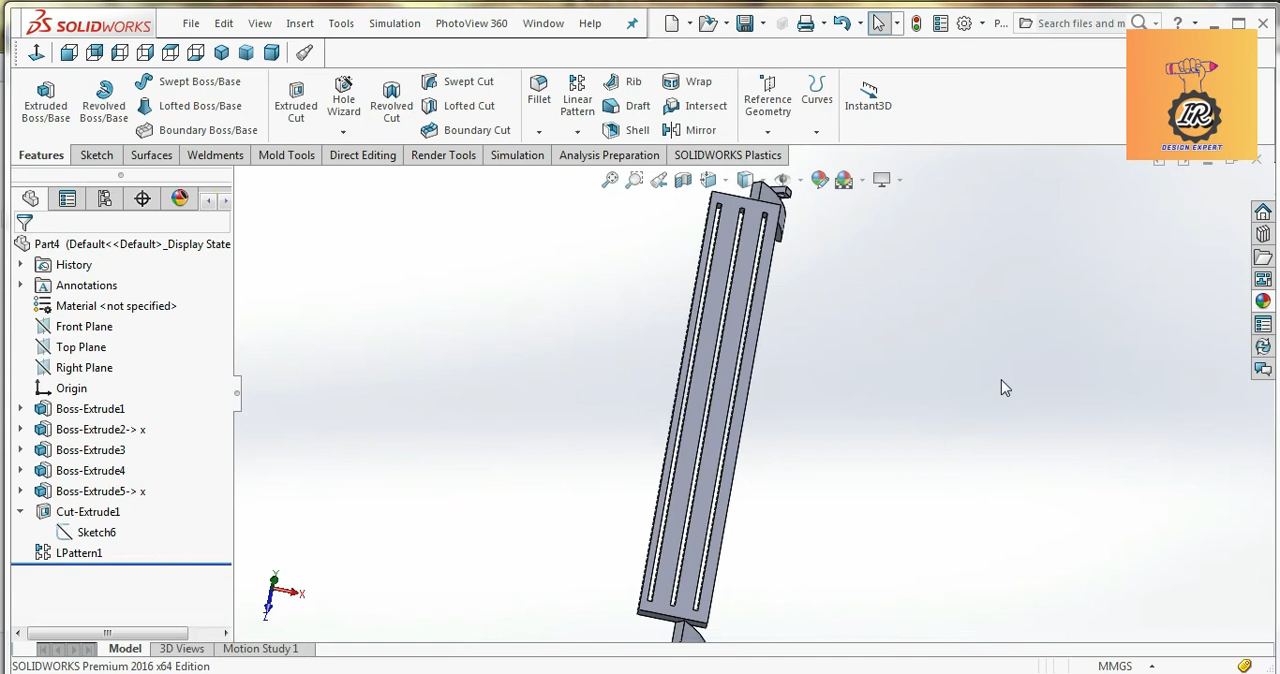 SOLIDWORKS File Edit View Insert Tools Simulation PhotoView 360 Window Help P... Search files and m ?
Extruded Boss/Base
Revolved Boss/Base
Swept Boss/Base
Lofted Boss/Base
Boundary Boss/Base
Extruded Cut
Hole Wizard
Revolved Cut
Swept Cut
Lofted Cut
Boundary Cut
Fillet
Linear Pattern
Rib
Draft
Shell
Wrap
Intersect
Mirror
Reference Geometry
Curves
Instant3D
IR
DESIGN EXPERT
Features Sketch Surfaces Weldments Mold Tools Direct Editing Render Tools Simulation Analysis Preparation SOLIDWORKS Plastics
Part4 (Default<<Default>_Display State
History
Annotations
Material <not specified>
Front Plane
Top Plane
Right Plane
Origin
Boss-Extrude1
Boss-Extrude2-> x
Boss-Extrude3
Boss-Extrude4
Boss-Extrude5-> x
Cut-Extrude1
Sketch6
LPattern1
Y
X
Z
Model 3D Views Motion Study 1
SOLIDWORKS Premium 2016 x64 Edition MMGS